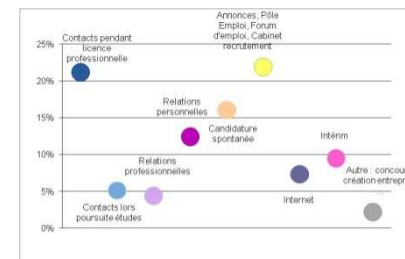 Annonces, Pôle
Emploi, Forum
d'emploi, Cabinet
recrutement
Contacts pendant
licence
professionnelle
25%
20%
Relations
personnelles
Candidature
spontanée
15%
Intérim
10%
Relations
professionnelles
Autre : concou
création entrepr
Internet
5%
Contacts lors
poursuite études
0%